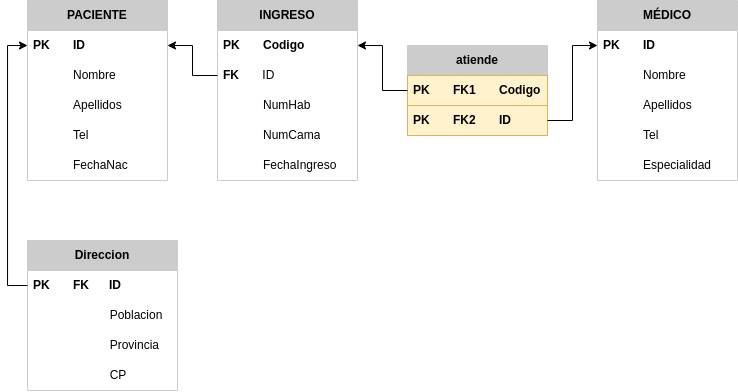 PACIENTE
PK ID
Nombre
Apellidos
Tel
FechaNac
INGRESO
PK Codigo
FK ID
NumHab
NumCama
FechaIngreso
atiende
PK FK1 Codigo
PK FK2 ID
MÉDICO
PK ID
Nombre
Apellidos
Tel
Especialidad
Direccion
PK FK ID
Poblacion
Provincia
CP